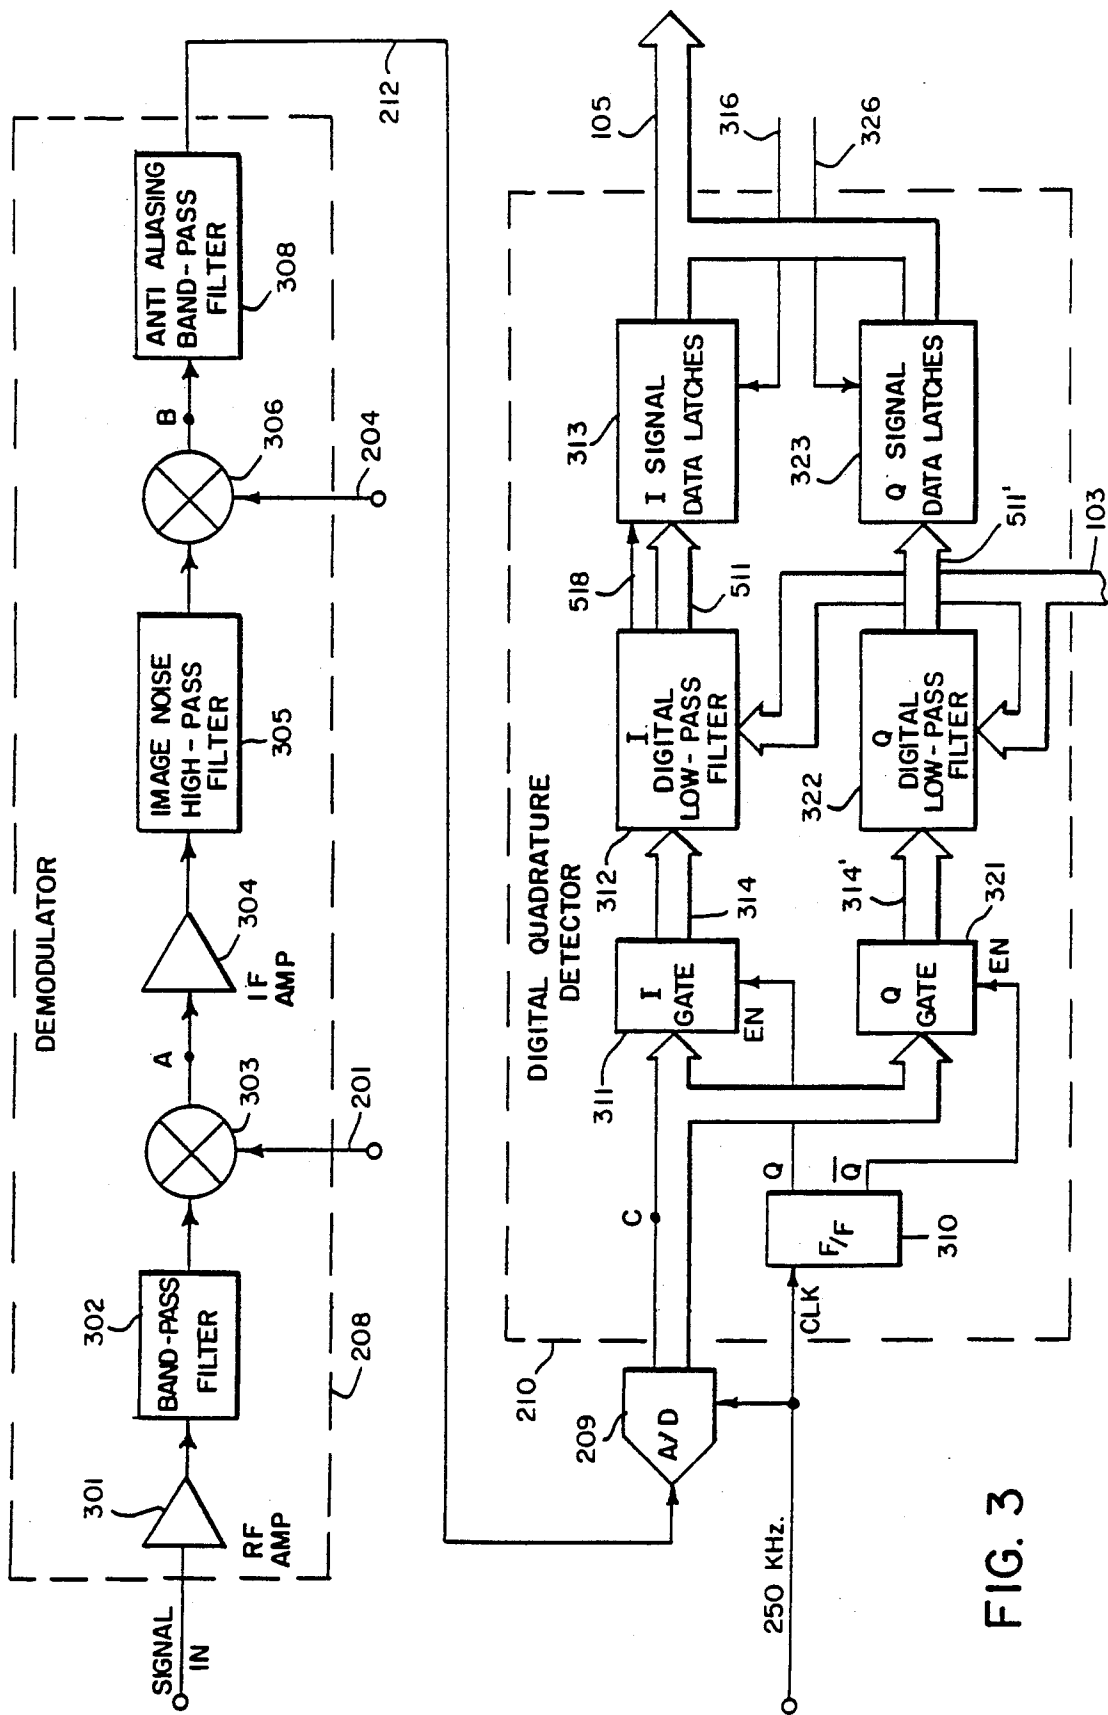 DEMODULATOR
SIGNAL
IN
301
RF
AMP
302
BAND-PASS
FILTER
208
303
201
A
304
IF
AMP
IMAGE NOISE
HIGH-PASS
FILTER
305
306
204
B
ANTI ALIASING
BAND-PASS
FILTER
308
212
DIGITAL QUADRATURE
DETECTOR
210
209
A/D
250 KHz.
C
CLK
F/F
310
Q
Q̅
311
I
GATE
EN
314
312
I
DIGITAL
LOW-PASS
FILTER
518
511
313
I SIGNAL
DATA LATCHES
105
316
326
Q
GATE
EN
321
314'
322
Q
DIGITAL
LOW-PASS
FILTER
511'
103
323
Q SIGNAL
DATA LATCHES
FIG. 3